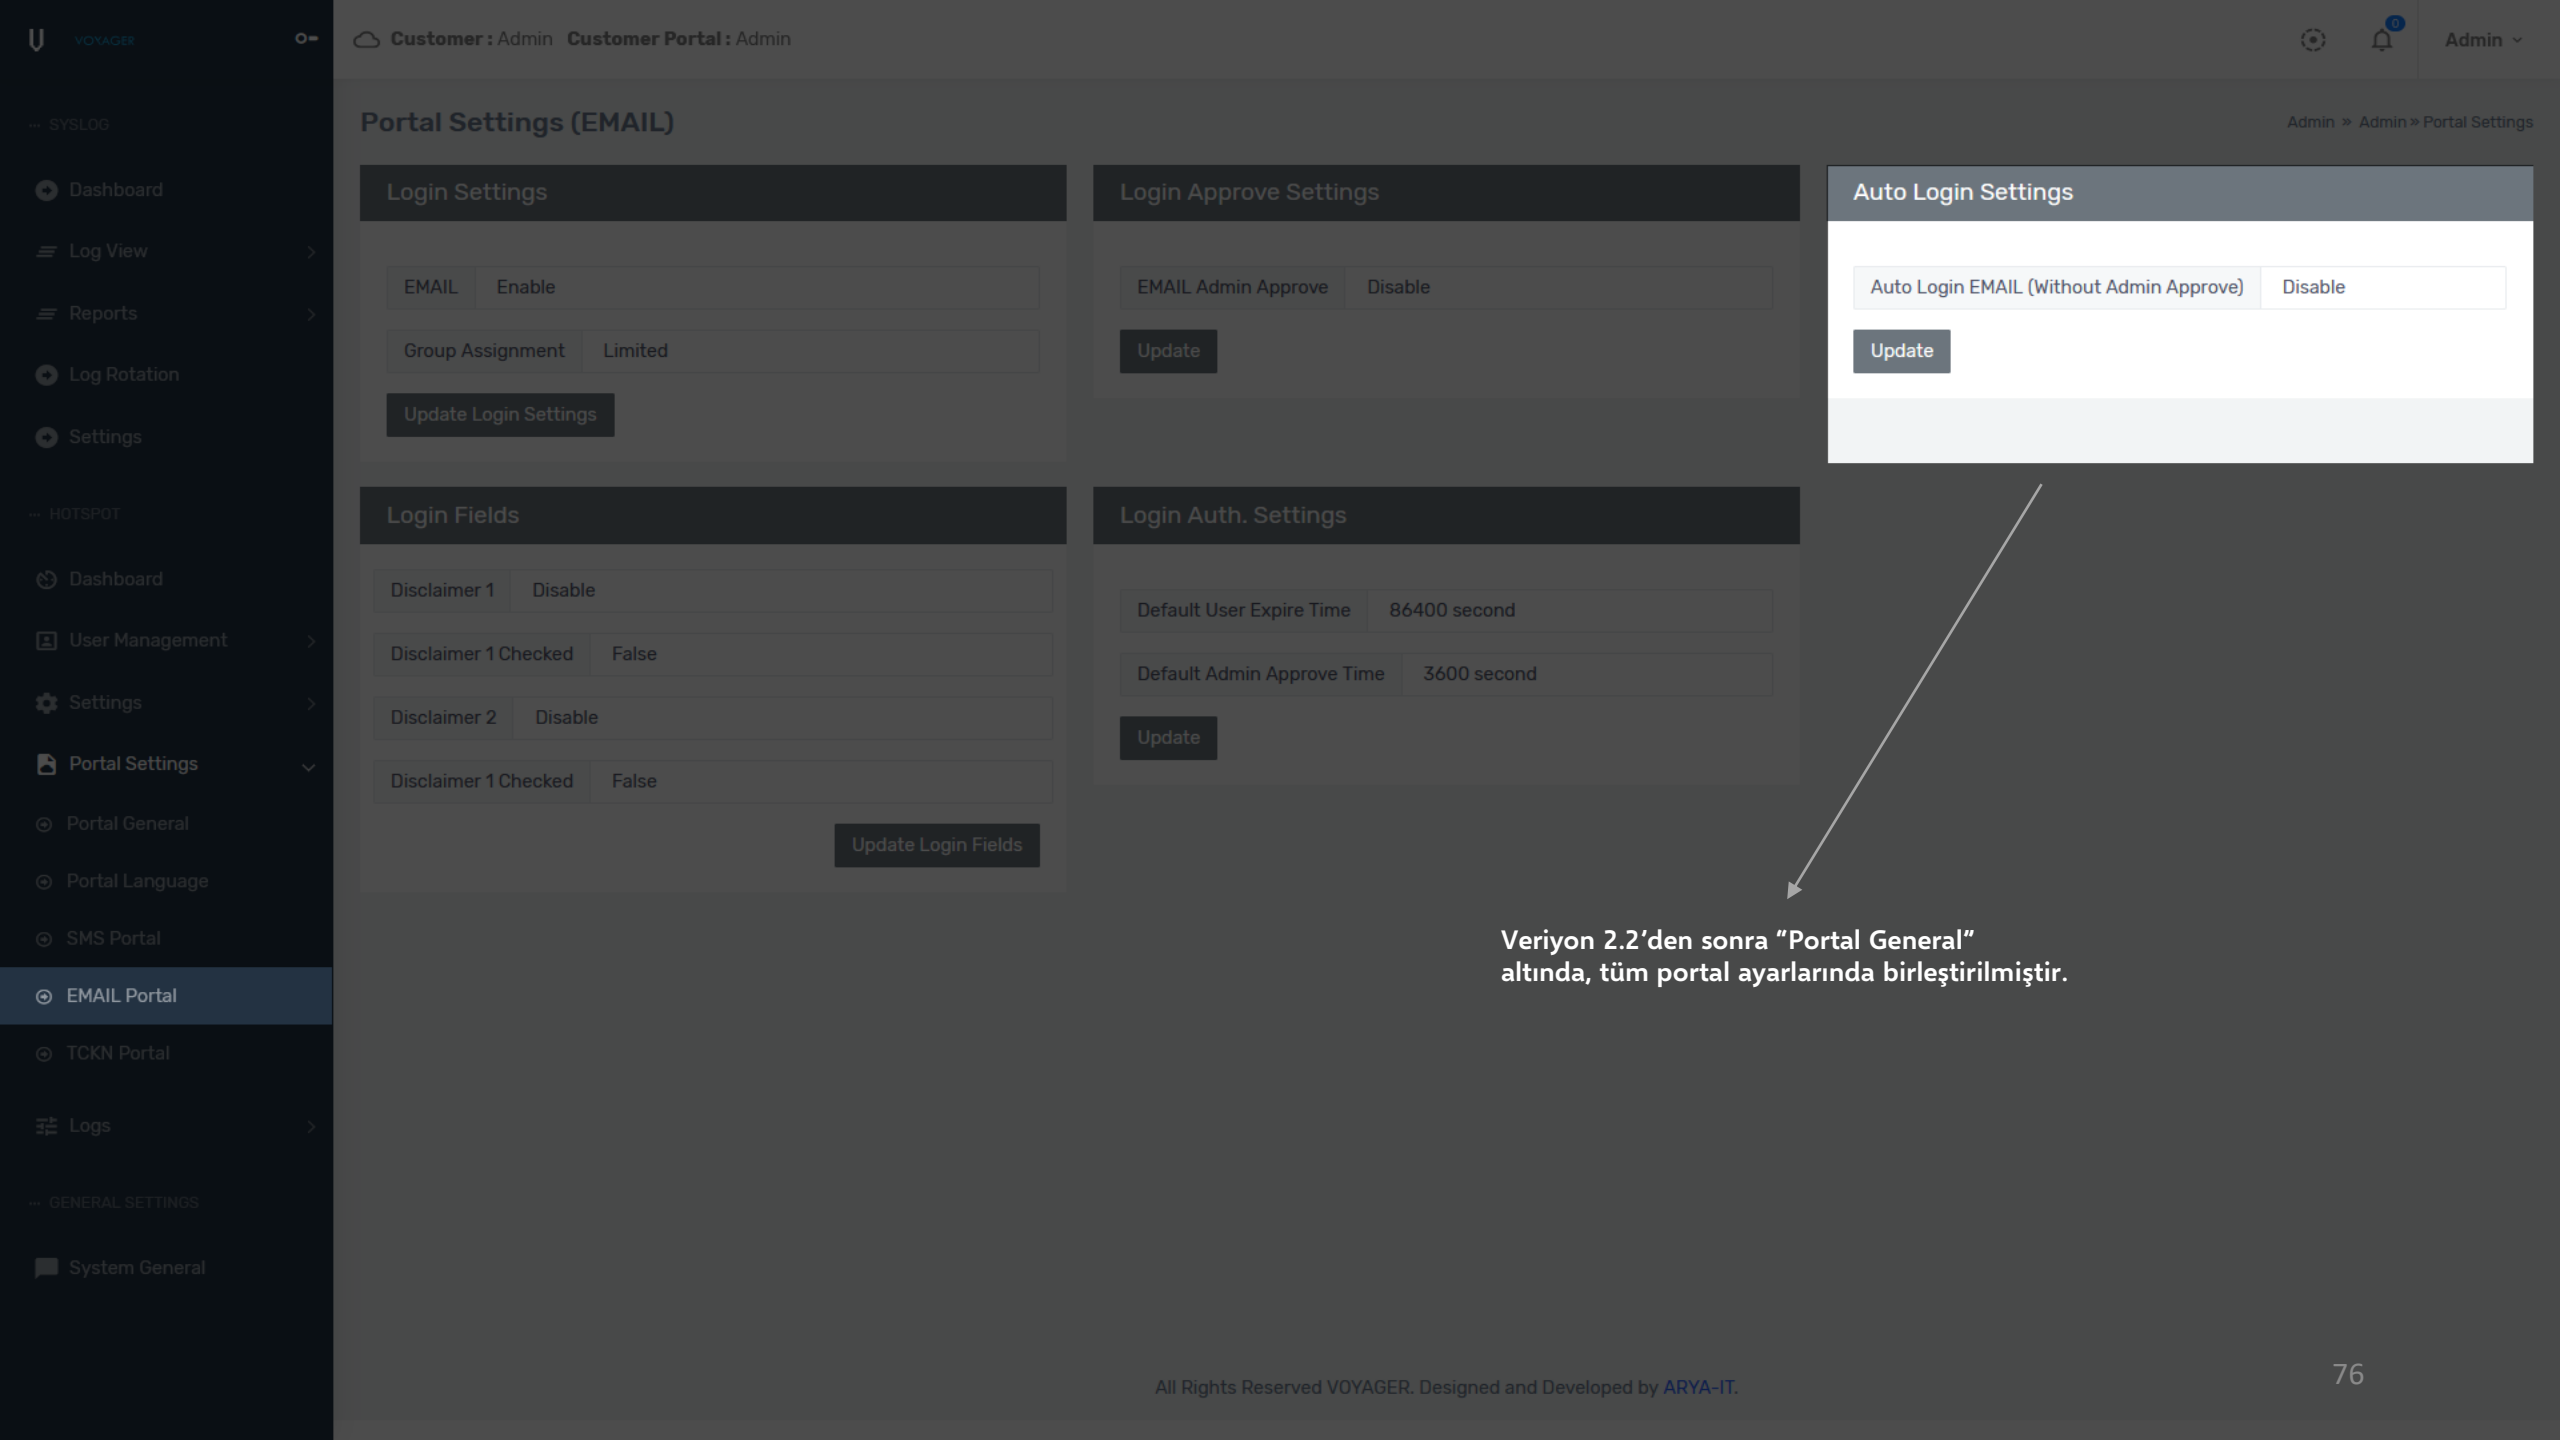 VOYAGER
Customer : Admin Customer Portal : Admin
0
Admin
SYSLOG
Dashboard
Log View
Reports
Log Rotation
Settings
HOTSPOT
Dashboard
User Management
Settings
Portal Settings
Portal General
Portal Language
SMS Portal
EMAIL Portal
TCKN Portal
Logs
GENERAL SETTINGS
System General
Portal Settings (EMAIL)
Admin » Admin » Portal Settings
Login Settings
EMAIL Enable
Group Assignment Limited
Update Login Settings
Login Approve Settings
EMAIL Admin Approve Disable
Update
Auto Login Settings
Auto Login EMAIL (Without Admin Approve) Disable
Update
Login Fields
Disclaimer 1 Disable
Disclaimer 1 Checked False
Disclaimer 2 Disable
Disclaimer 1 Checked False
Update Login Fields
Login Auth. Settings
Default User Expire Time 86400 second
Default Admin Approve Time 3600 second
Update
Veriyon 2.2’den sonra “Portal General”
altında, tüm portal ayarlarında birleştirilmiştir.
All Rights Reserved VOYAGER. Designed and Developed by ARYA-IT.
76